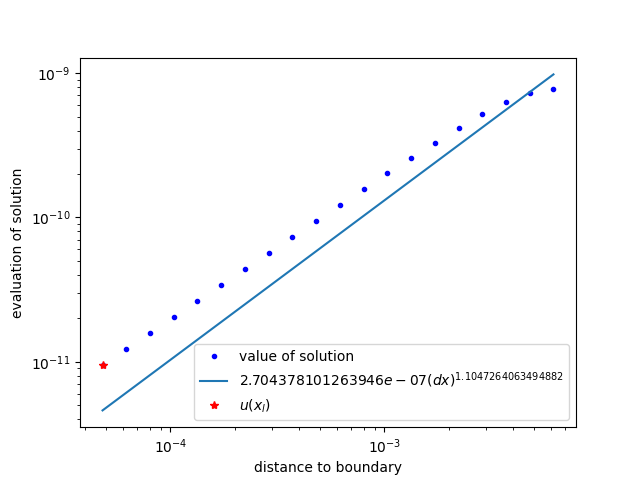 10⁻⁹
10⁻¹⁰
10⁻¹¹
evaluation of solution
value of solution
2.704378101263946e − 07(dx)¹·¹⁰⁴⁷²⁶⁴⁰⁶³⁴⁹⁴⁸⁸²
u(x_l)
10⁻⁴
10⁻³
distance to boundary